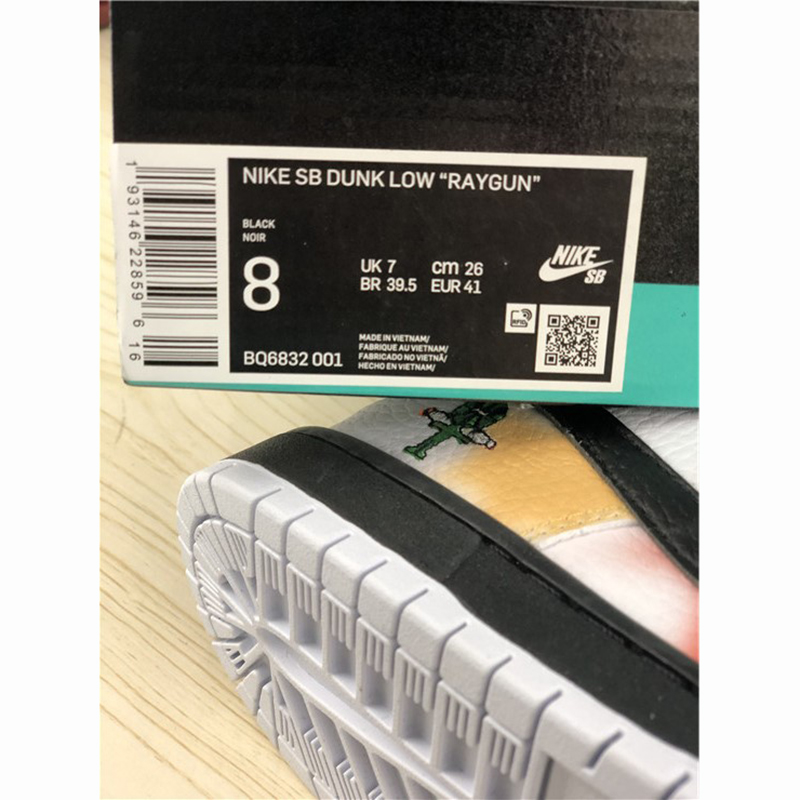 NIKE SB DUNK LOW “RAYGUN”
BLACK
NOIR
8
UK 7 cm 26
BR 39.5 EUR 41
NIKE
SB
BQ6832 001
MADE IN VIETNAM/
FABRIQUE AU VIETNAM/
FABRICADO NO VIETNÃ/
HECHO EN VIETNAM/
1 93146 22859 6 16